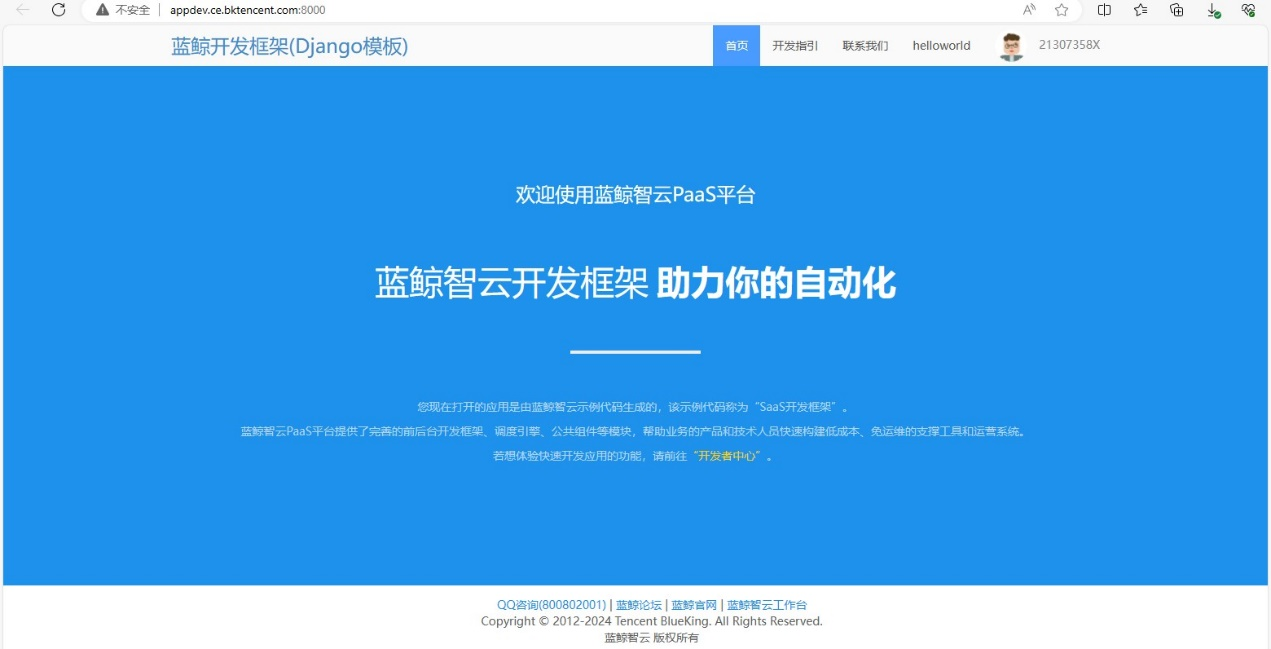 不安全 appdev.ce.bktencent.com:8000
蓝鲸开发框架(Django模板) 首页 开发指引 联系我们 helloworld 21307358X
欢迎使用蓝鲸智云PaaS平台
蓝鲸智云开发框架 助力你的自动化
您现在打开的应用是由蓝鲸智云示例代码生成的，该示例代码称为“SaaS开发框架”。
蓝鲸智云PaaS平台提供了完善的前后台开发框架、调度引擎、公共组件等模块，帮助业务的产品和技术人员快速构建低成本、免运维的支撑工具和运营系统。
若想体验快速开发应用的功能，请前往“开发者中心”。
QQ咨询(800802001) | 蓝鲸论坛 | 蓝鲸官网 | 蓝鲸智云工作台
Copyright © 2012-2024 Tencent BlueKing. All Rights Reserved.
蓝鲸智云 版权所有